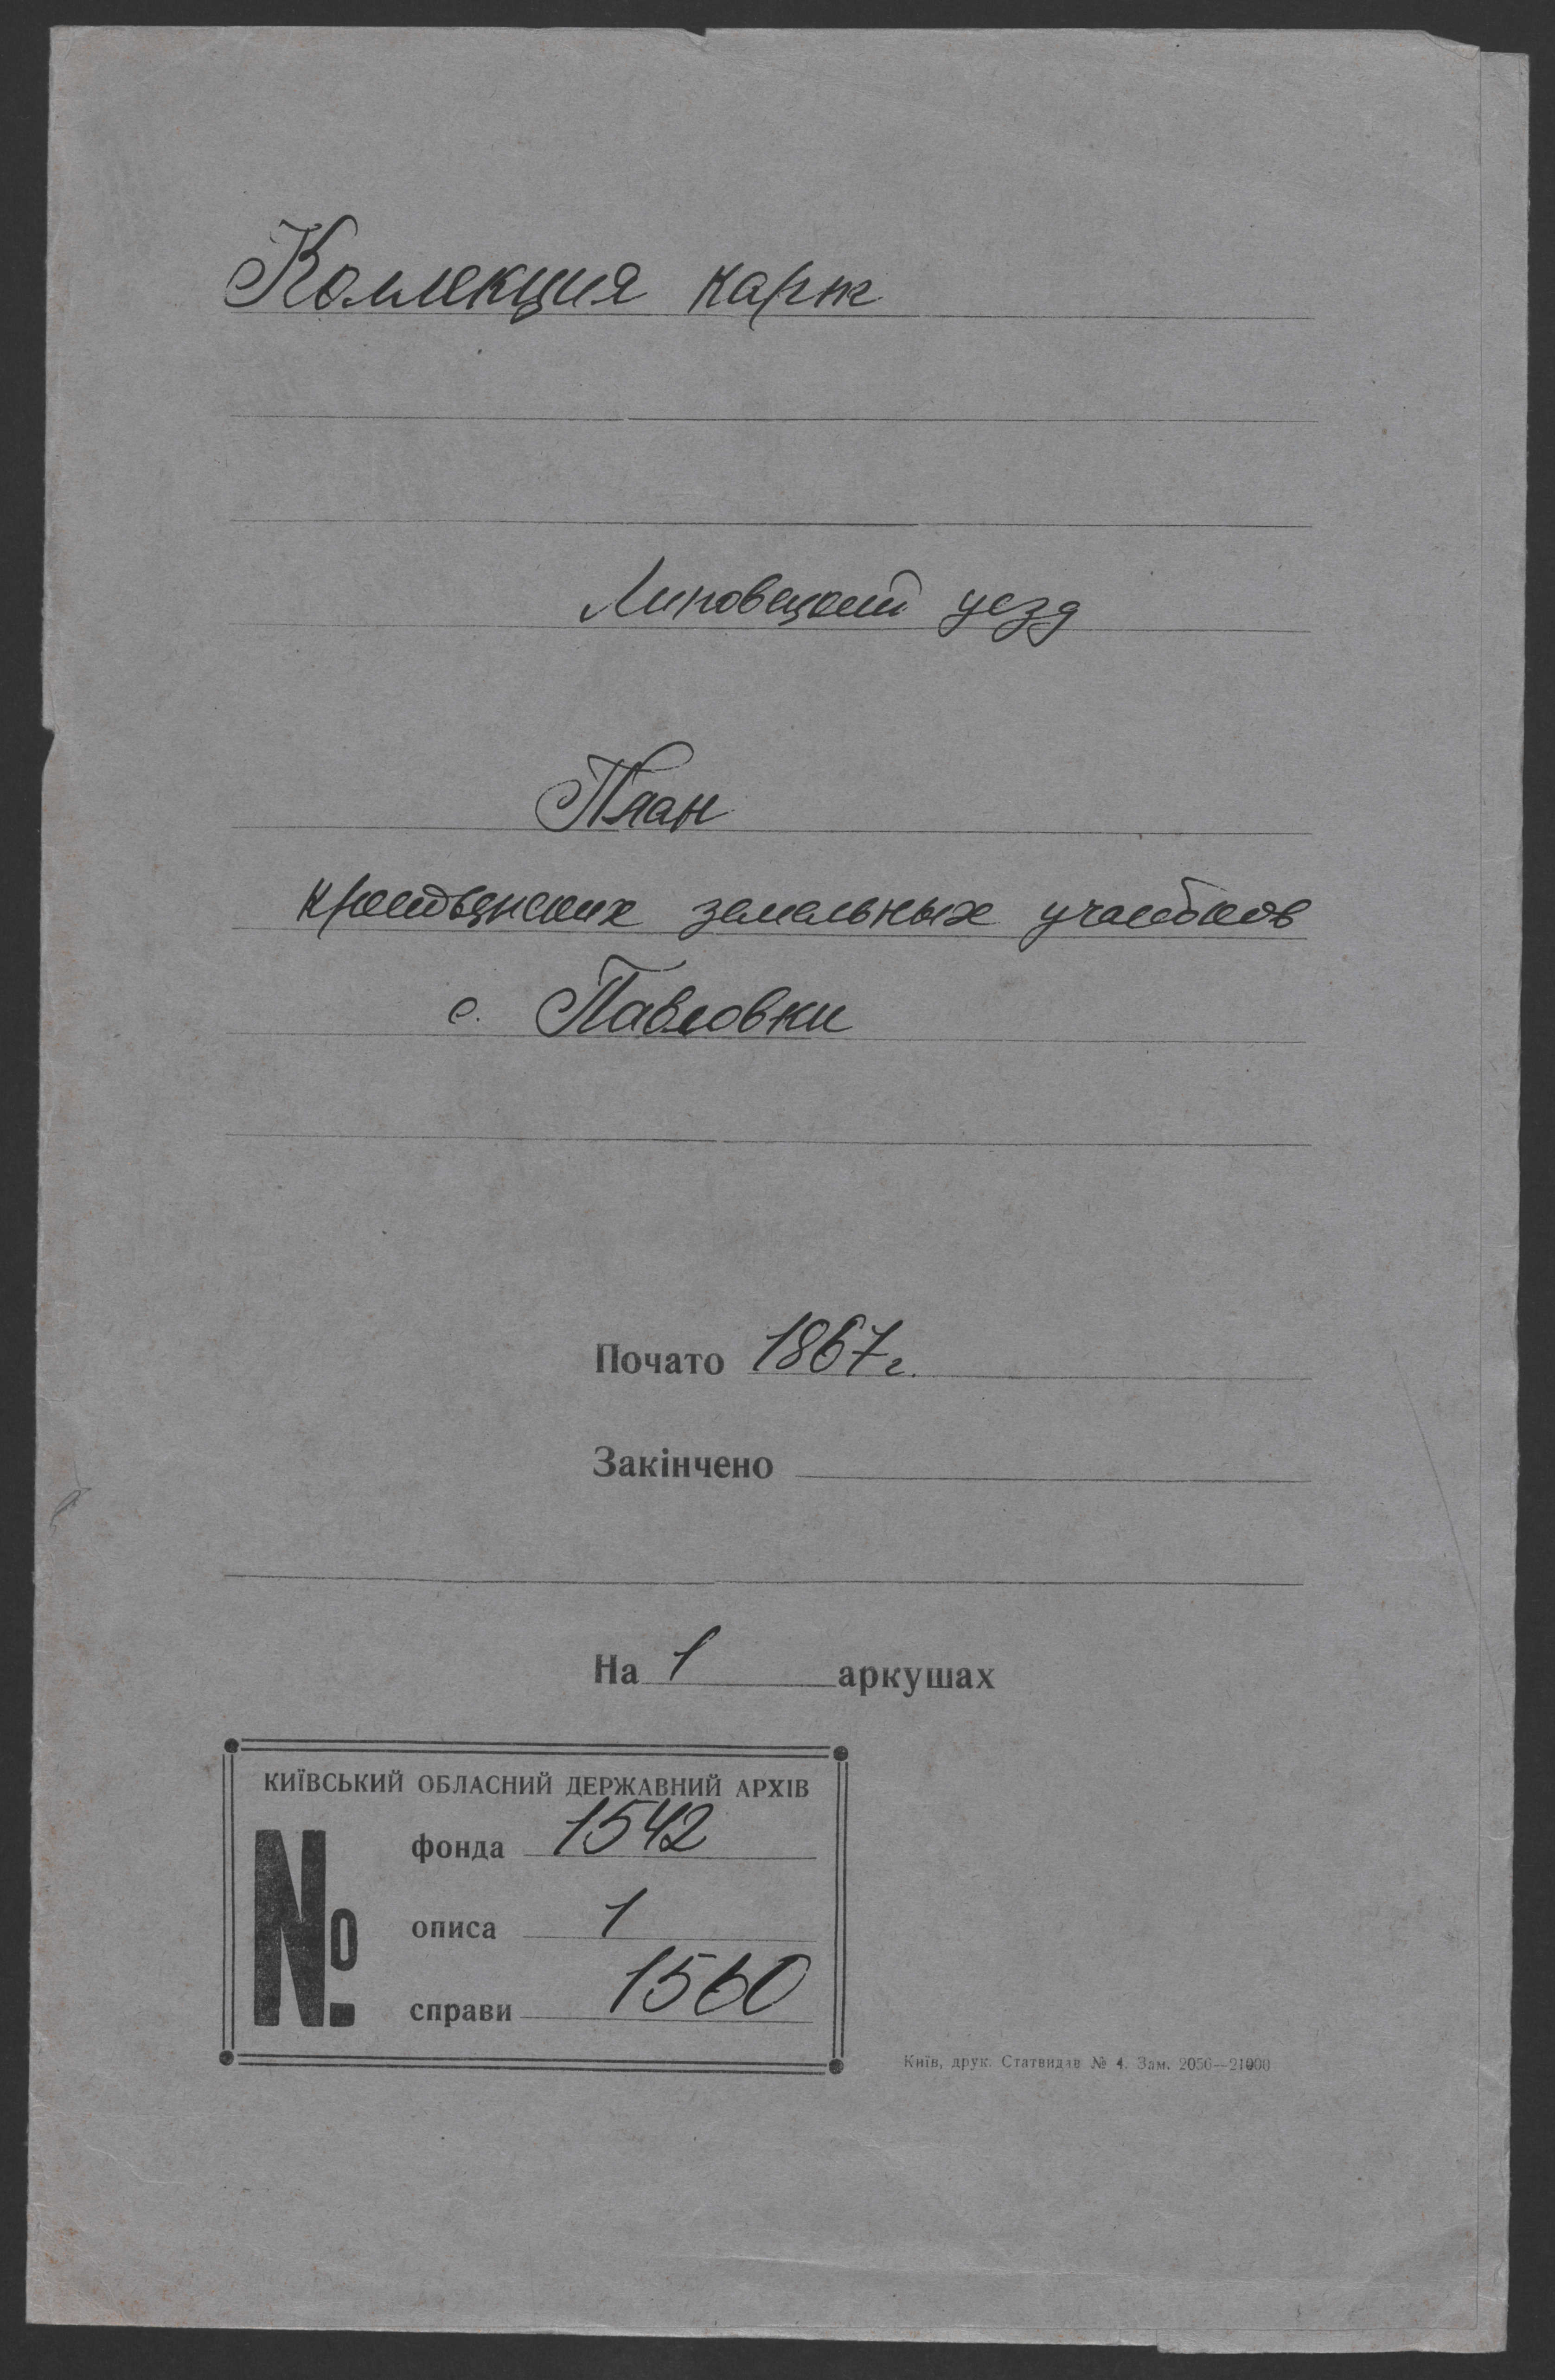 Коллекция карт
Липовецкий уезд
План
крестьянских земельных участков
с. Павловки
Почато 1867 г.
Закінчено
На 1 аркушах
КИЇВСЬКИЙ ОБЛАСНИЙ ДЕРЖАВНИЙ АРХІВ
№
фонда 1542
описа 1
справи 1560
Київ, друк. Статвидав № 4. Зам. 2056—21000